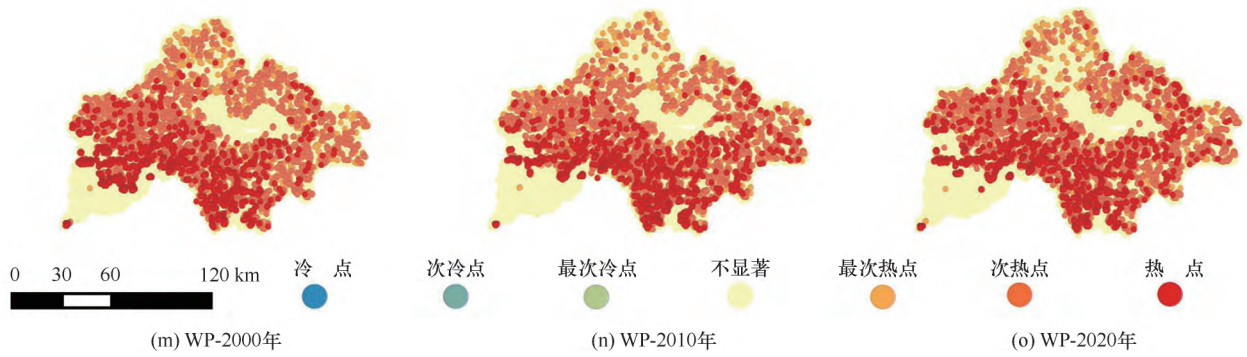 0 30 60 120 km
冷 点 次冷点 最次冷点 不显著 最次热点 次热点 热 点
(m) WP-2000年 (n) WP-2010年 (o) WP-2020年